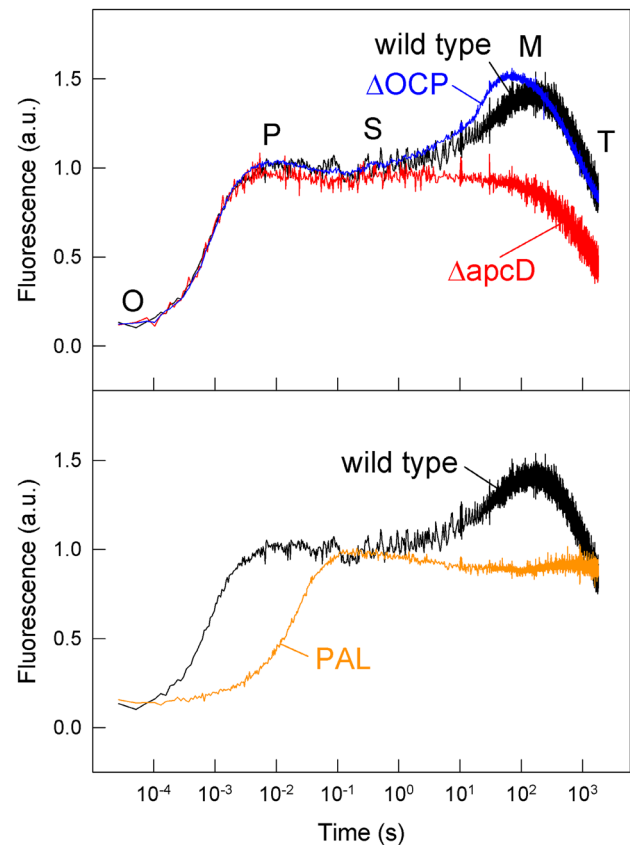 wild type
M
ΔOCP
1.5
P
S
T
1.0
Fluorescence (a.u.)
0.5
ΔapcD
O
0.0
wild type
1.5
1.0
Fluorescence (a.u.)
0.5
PAL
0.0
10-4 10-3 10-2 10-1 100 101 102 103
Time (s)